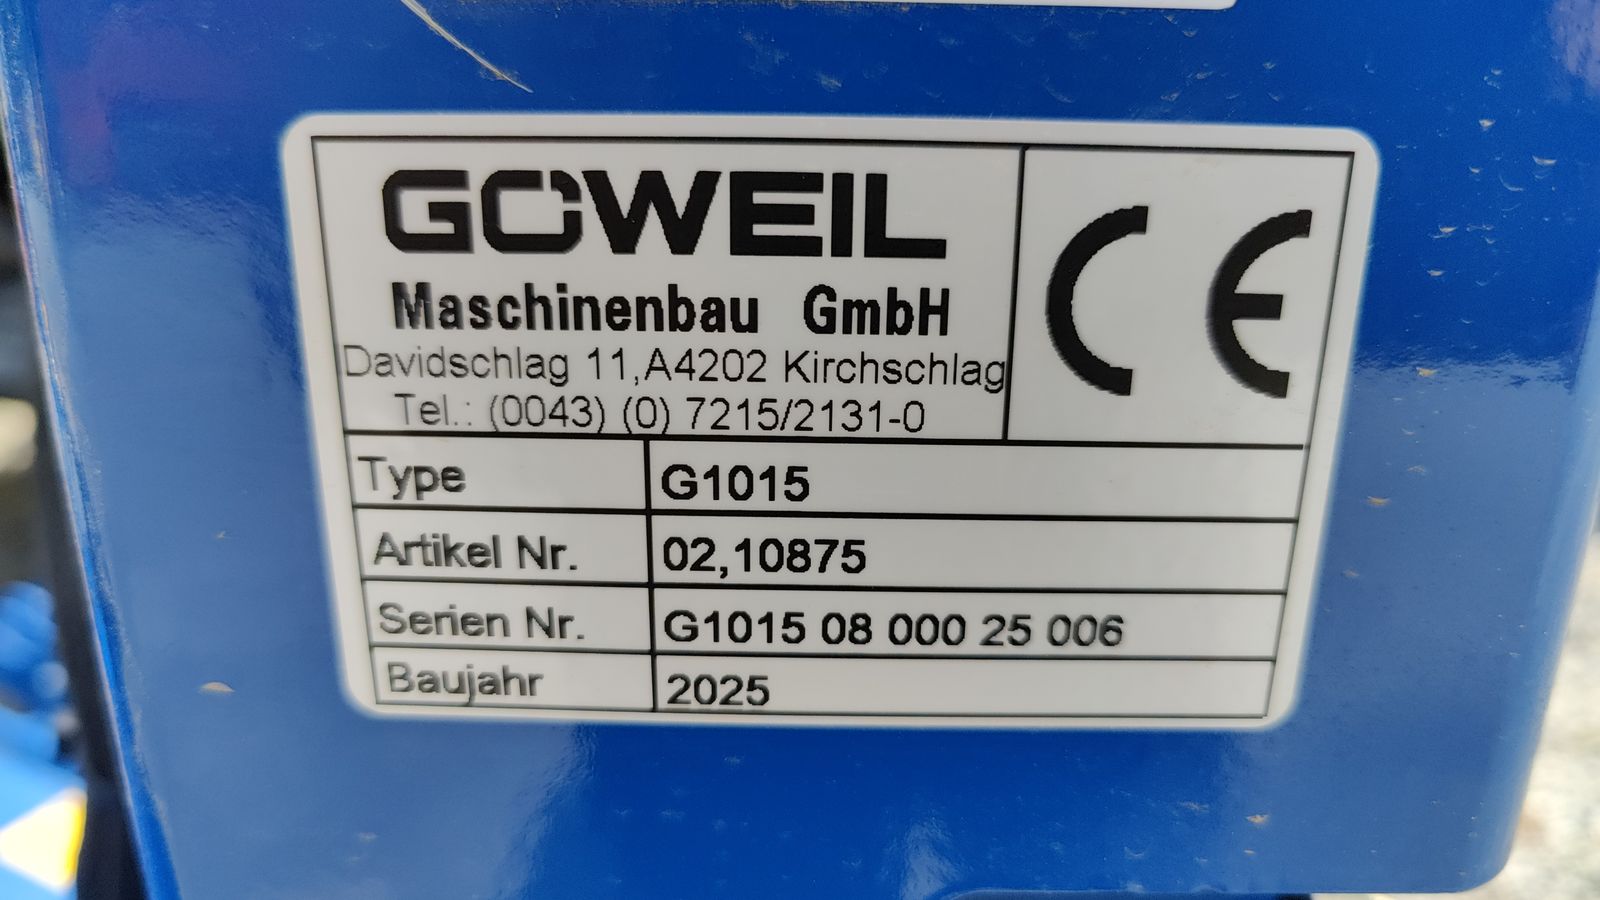 GÖWEIL
Maschinenbau GmbH
Davidschlag 11,A4202 Kirchschlag
Tel.: (0043) (0) 7215/2131-0
CE
Type G1015
Artikel Nr. 02,10875
Serien Nr. G1015 08 000 25 006
Baujahr 2025